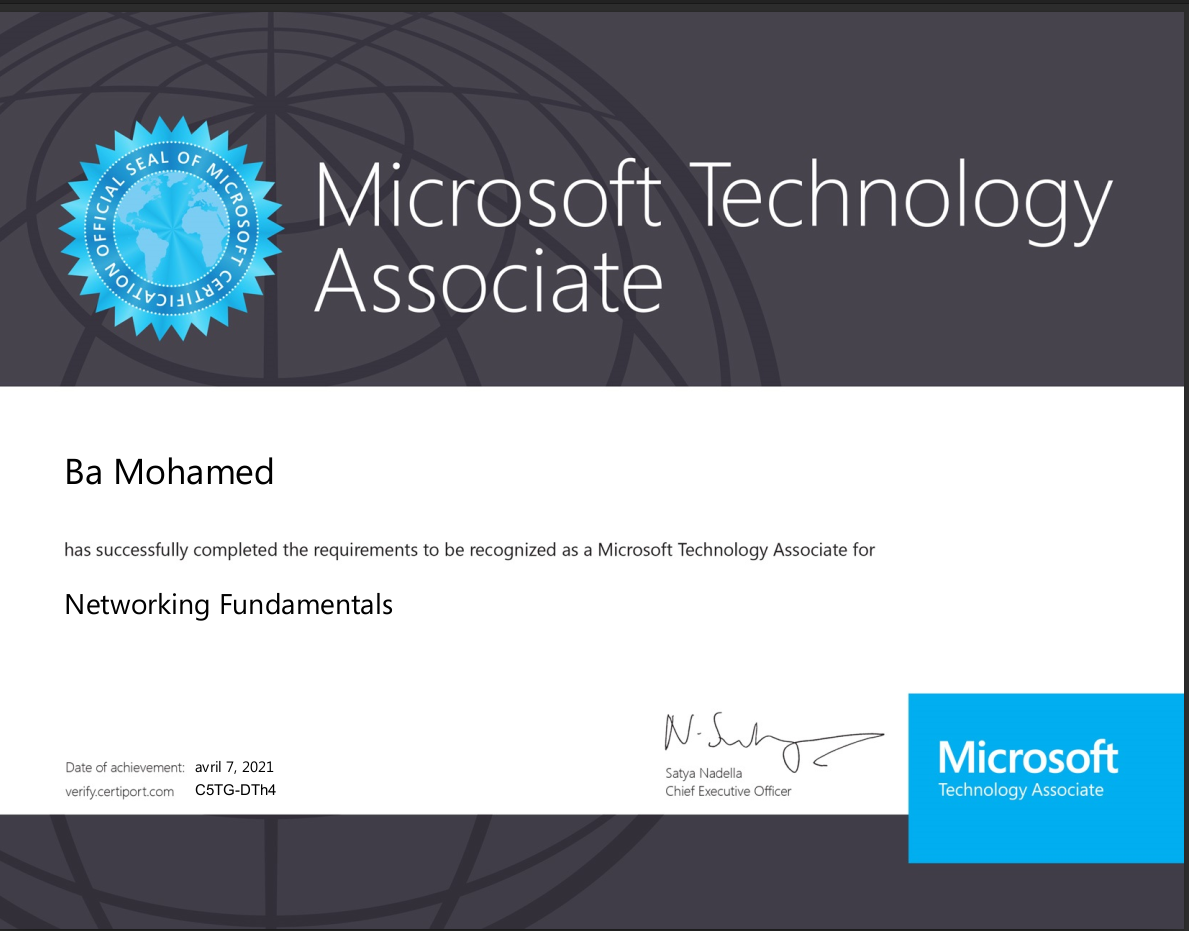 OFFICIAL SEAL OF MICROSOFT CERTIFICATION
Microsoft Technology
Associate
Ba Mohamed
has successfully completed the requirements to be recognized as a Microsoft Technology Associate for
Networking Fundamentals
Date of achievement: avril 7, 2021
verify.certiport.com C5TG-DTh4
Satya Nadella
Chief Executive Officer
Microsoft
Technology Associate